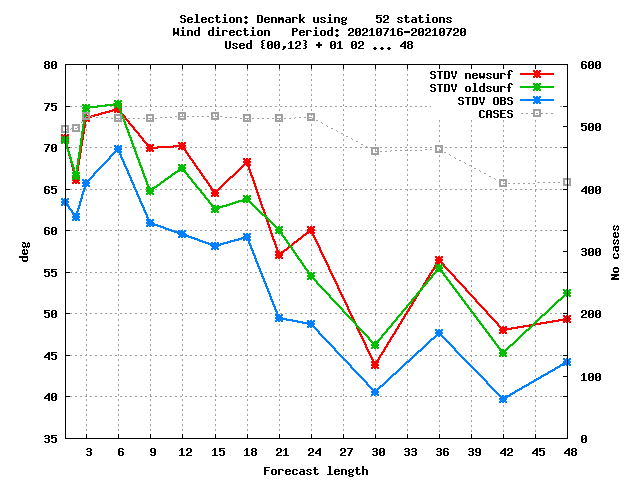 Selection: Denmark using    52 stations
Wind direction   Period: 20210716-20210720
Used {00,12} + 01 02 ... 48
STDV newsurf
STDV oldsurf
STDV OBS
CASES
80
75
70
65
60
55
50
45
40
35
deg
600
500
400
300
200
100
0
No cases
3 6 9 12 15 18 21 24 27 30 33 36 39 42 45 48
Forecast length